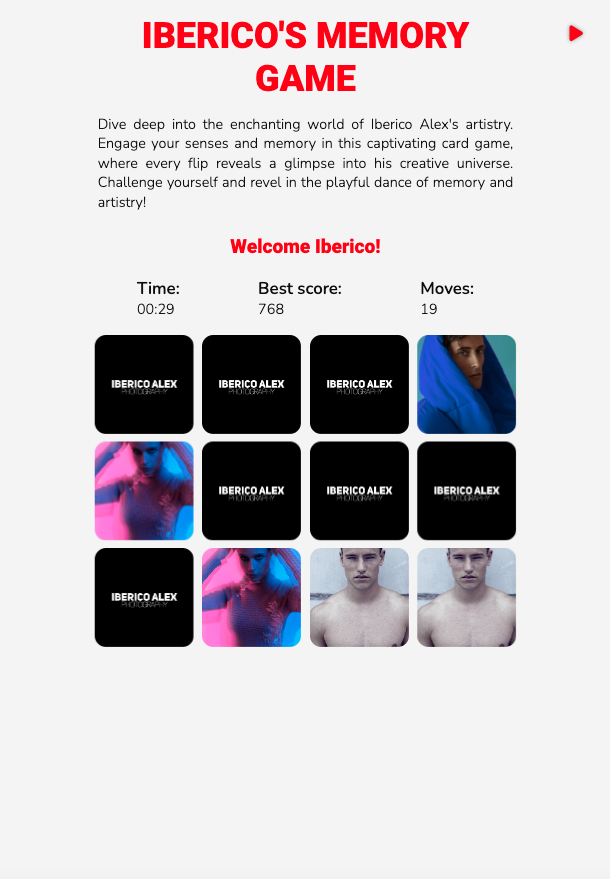 IBERICO'S MEMORY
GAME
Dive deep into the enchanting world of Iberico Alex's artistry.
Engage your senses and memory in this captivating card game,
where every flip reveals a glimpse into his creative universe.
Challenge yourself and revel in the playful dance of memory and
artistry!
Welcome Iberico!
Time: Best score: Moves:
00:29 768 19
IBERICO ALEX IBERICO ALEX IBERICO ALEX
PHOTOGRAPHY PHOTOGRAPHY PHOTOGRAPHY
IBERICO ALEX IBERICO ALEX IBERICO ALEX
PHOTOGRAPHY PHOTOGRAPHY PHOTOGRAPHY
IBERICO ALEX
PHOTOGRAPHY